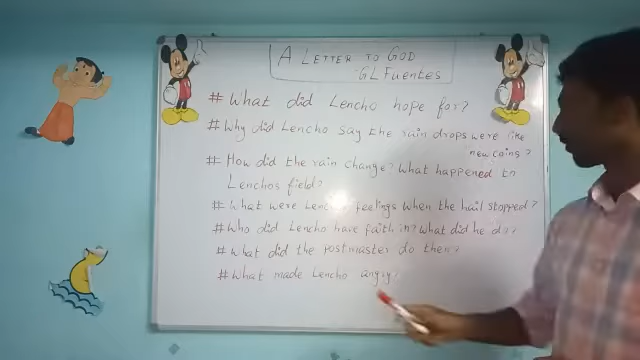 A LETTER TO GOD
GL Fuentes
# What did Lencho hope for?
# Why did Lencho say the rain drops were like
new coins?
# How did the rain change? What happened to
Lenchos field?
# What were Lencho feelings when the hail stopped?
# Who did Lencho have faith in? What did he do?
# What did the postmaster do then?
# What made Lencho angry?